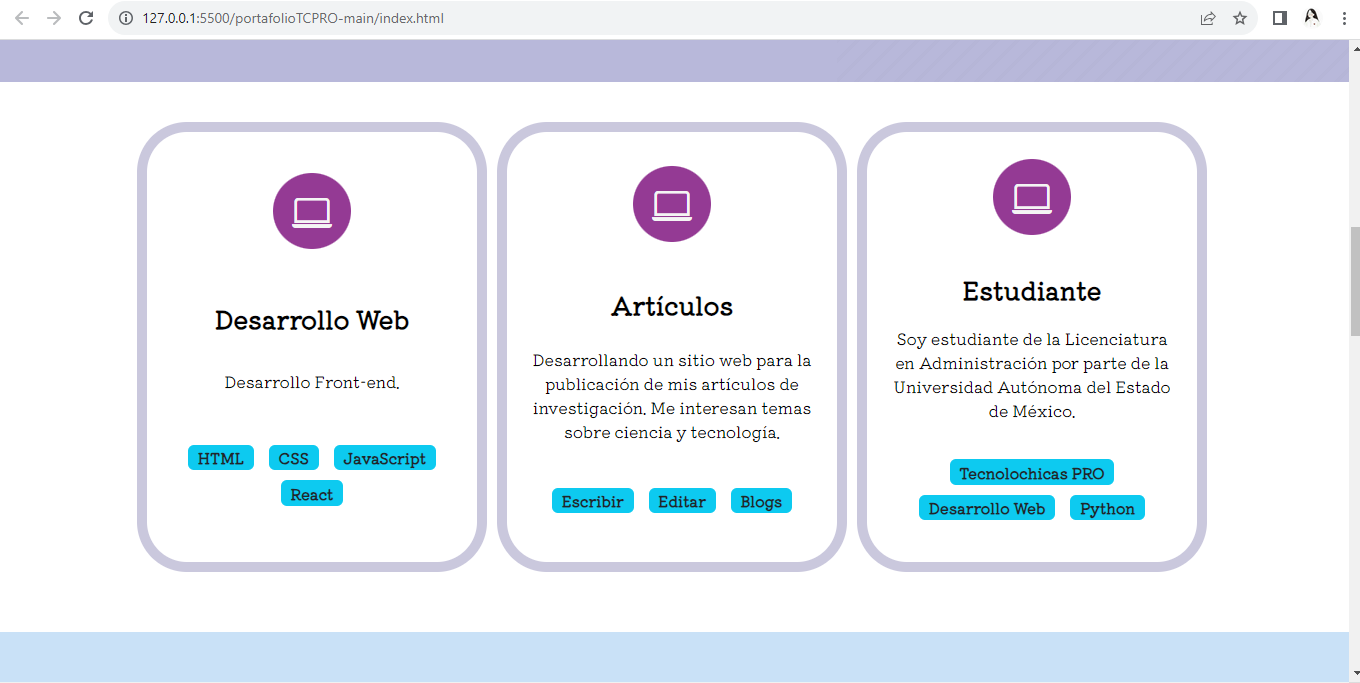 127.0.0.1:5500/portafolioTCPRO-main/index.html
Desarrollo Web
Desarrollo Front-end.
HTML CSS JavaScript
React
Artículos
Desarrollando un sitio web para la
publicación de mis artículos de
investigación. Me interesan temas
sobre ciencia y tecnología.
Escribir Editar Blogs
Estudiante
Soy estudiante de la Licenciatura
en Administración por parte de la
Universidad Autónoma del Estado
de México.
Tecnolochicas PRO
Desarrollo Web Python